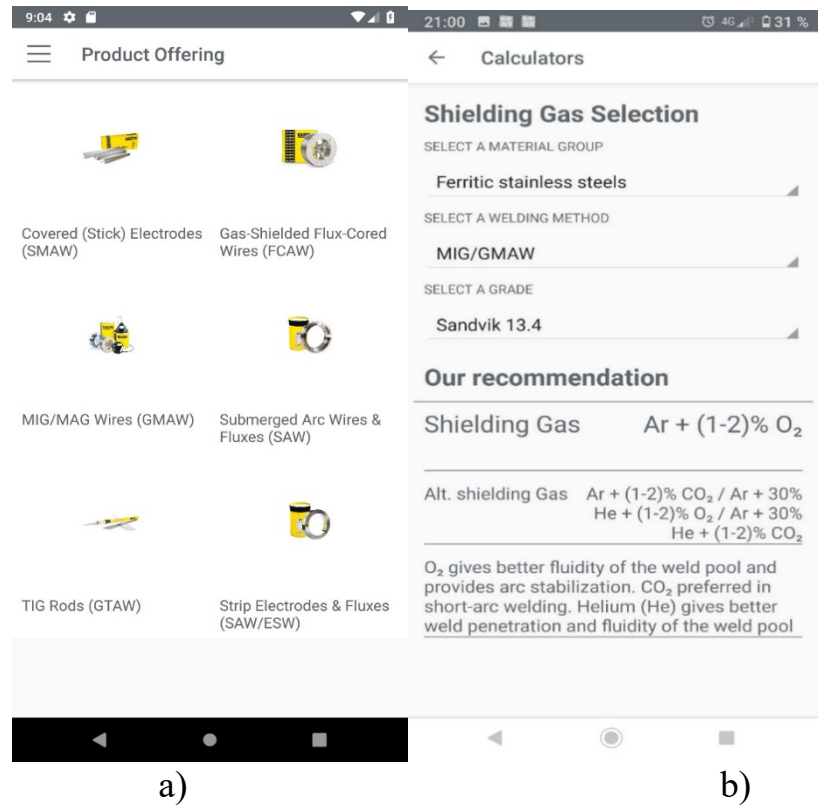 9:04
Product Offering
Covered (Stick) Electrodes
(SMAW)
Gas-Shielded Flux-Cored
Wires (FCAW)
MIG/MAG Wires (GMAW)
Submerged Arc Wires &
Fluxes (SAW)
TIG Rods (GTAW)
Strip Electrodes & Fluxes
(SAW/ESW)
a)
21:00
4G
31 %
Calculators
Shielding Gas Selection
SELECT A MATERIAL GROUP
Ferritic stainless steels
SELECT A WELDING METHOD
MIG/GMAW
SELECT A GRADE
Sandvik 13.4
Our recommendation
Shielding Gas Ar + (1-2)% O₂
Alt. shielding Gas Ar + (1-2)% CO₂ / Ar + 30%
He + (1-2)% O₂ / Ar + 30%
He + (1-2)% CO₂
O₂ gives better fluidity of the weld pool and
provides arc stabilization. CO₂ preferred in
short-arc welding. Helium (He) gives better
weld penetration and fluidity of the weld pool
b)